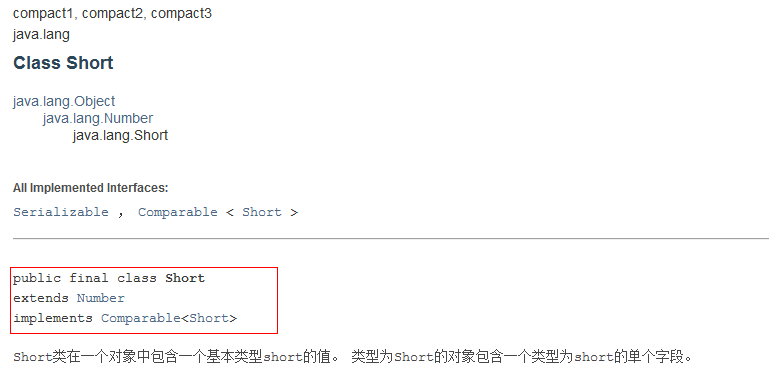 compact1, compact2, compact3
java.lang
Class Short
java.lang.Object
java.lang.Number
java.lang.Short
All Implemented Interfaces:
Serializable , Comparable < Short >
public final class Short
extends Number
implements Comparable<Short>
Short类在一个对象中包含一个基本类型short的值。 类型为Short的对象包含一个类型为short的单个字段。